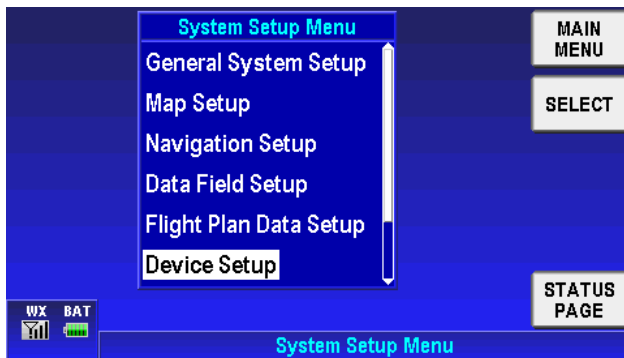 System Setup Menu
General System Setup
Map Setup
Navigation Setup
Data Field Setup
Flight Plan Data Setup
Device Setup
MAIN
MENU
SELECT
STATUS
PAGE
WX BAT
System Setup Menu